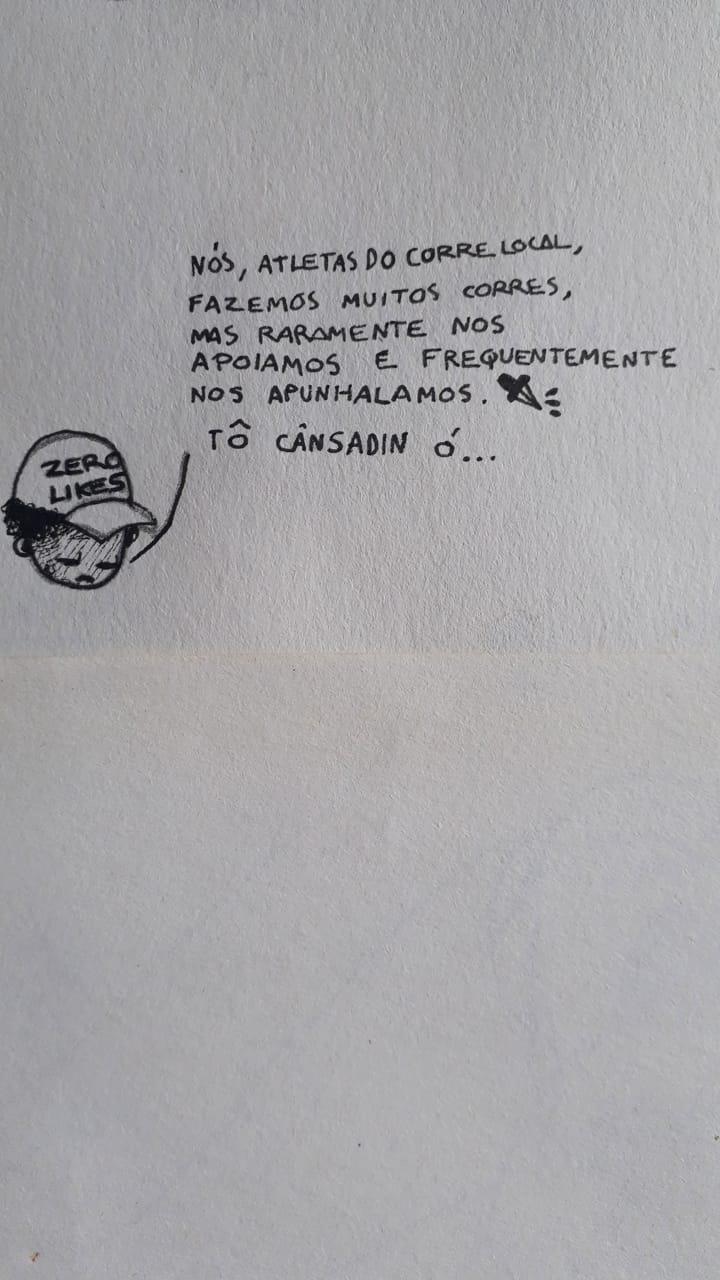 NÓS, ATLETAS DO CORRE LOCAL,
FAZEMOS MUITOS CORRES,
MAS RARAMENTE NOS
APOIAMOS E FREQUENTEMENTE
NOS APUNHALAMOS.
TÔ CÂNSADIN Ó...
ZERO
LIKES